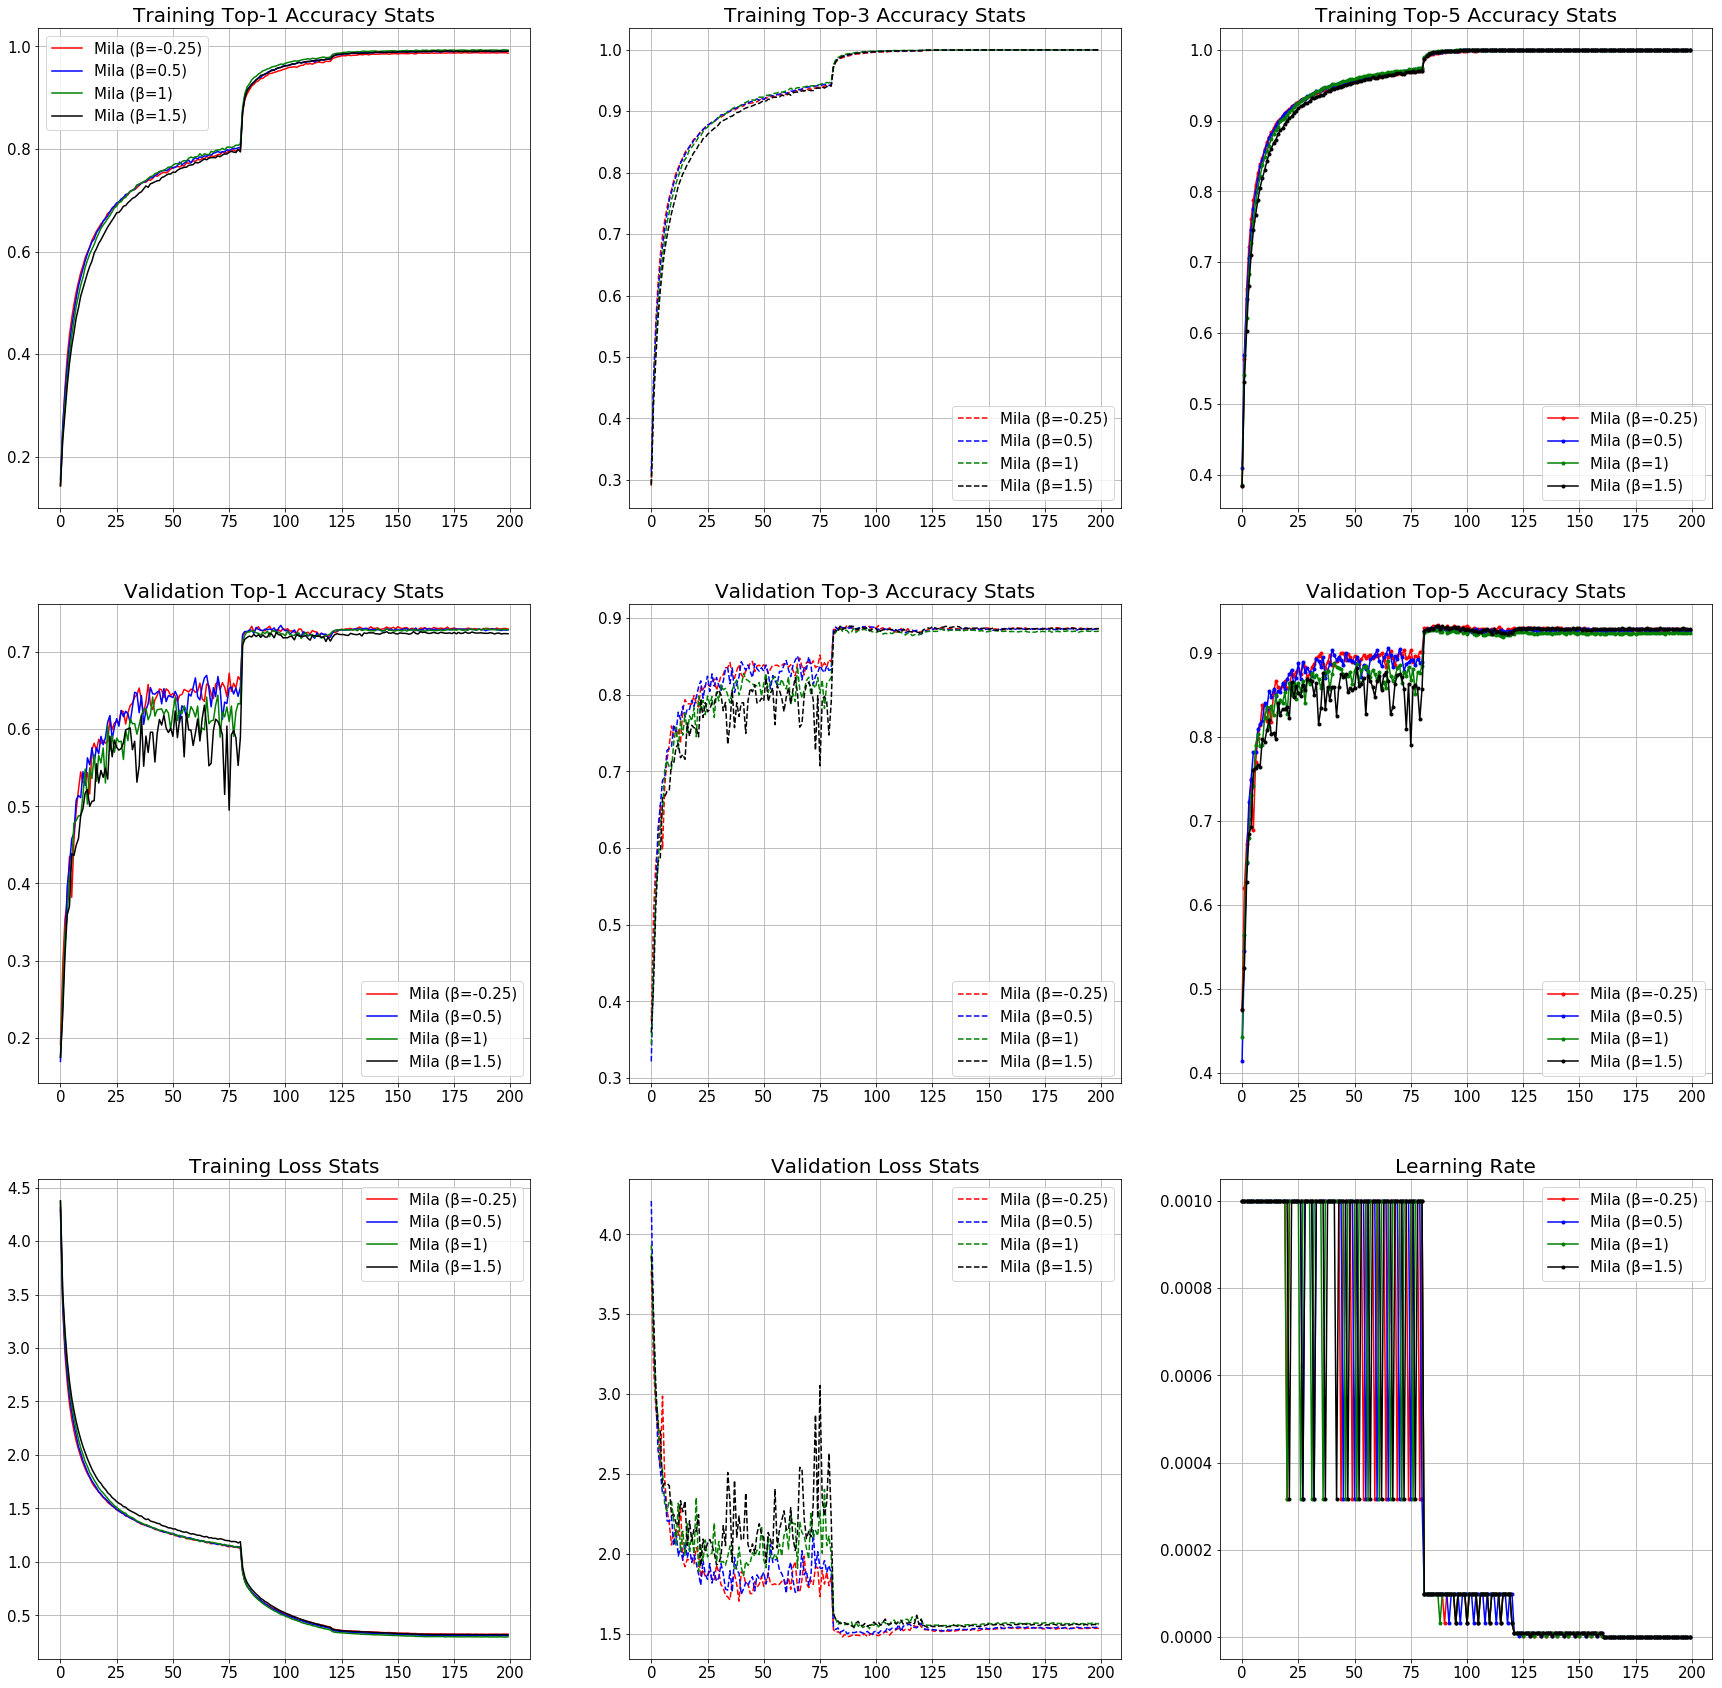 Training Top-1 Accuracy Stats
1.0
0.8
0.6
0.4
0.2
0 25 50 75 100 125 150 175 200
Mila (β=-0.25)
Mila (β=0.5)
Mila (β=1)
Mila (β=1.5)
Training Top-3 Accuracy Stats
1.0
0.9
0.8
0.7
0.6
0.5
0.4
0.3
0 25 50 75 100 125 150 175 200
Mila (β=-0.25)
Mila (β=0.5)
Mila (β=1)
Mila (β=1.5)
Training Top-5 Accuracy Stats
1.0
0.9
0.8
0.7
0.6
0.5
0.4
0 25 50 75 100 125 150 175 200
Mila (β=-0.25)
Mila (β=0.5)
Mila (β=1)
Mila (β=1.5)
Validation Top-1 Accuracy Stats
0.7
0.6
0.5
0.4
0.3
0.2
0 25 50 75 100 125 150 175 200
Mila (β=-0.25)
Mila (β=0.5)
Mila (β=1)
Mila (β=1.5)
Validation Top-3 Accuracy Stats
0.9
0.8
0.7
0.6
0.5
0.4
0.3
0 25 50 75 100 125 150 175 200
Mila (β=-0.25)
Mila (β=0.5)
Mila (β=1)
Mila (β=1.5)
Validation Top-5 Accuracy Stats
0.9
0.8
0.7
0.6
0.5
0.4
0 25 50 75 100 125 150 175 200
Mila (β=-0.25)
Mila (β=0.5)
Mila (β=1)
Mila (β=1.5)
Training Loss Stats
4.5
4.0
3.5
3.0
2.5
2.0
1.5
1.0
0.5
0 25 50 75 100 125 150 175 200
Mila (β=-0.25)
Mila (β=0.5)
Mila (β=1)
Mila (β=1.5)
Validation Loss Stats
4.0
3.5
3.0
2.5
2.0
1.5
0 25 50 75 100 125 150 175 200
Mila (β=-0.25)
Mila (β=0.5)
Mila (β=1)
Mila (β=1.5)
Learning Rate
0.0010
0.0008
0.0006
0.0004
0.0002
0.0000
0 25 50 75 100 125 150 175 200
Mila (β=-0.25)
Mila (β=0.5)
Mila (β=1)
Mila (β=1.5)